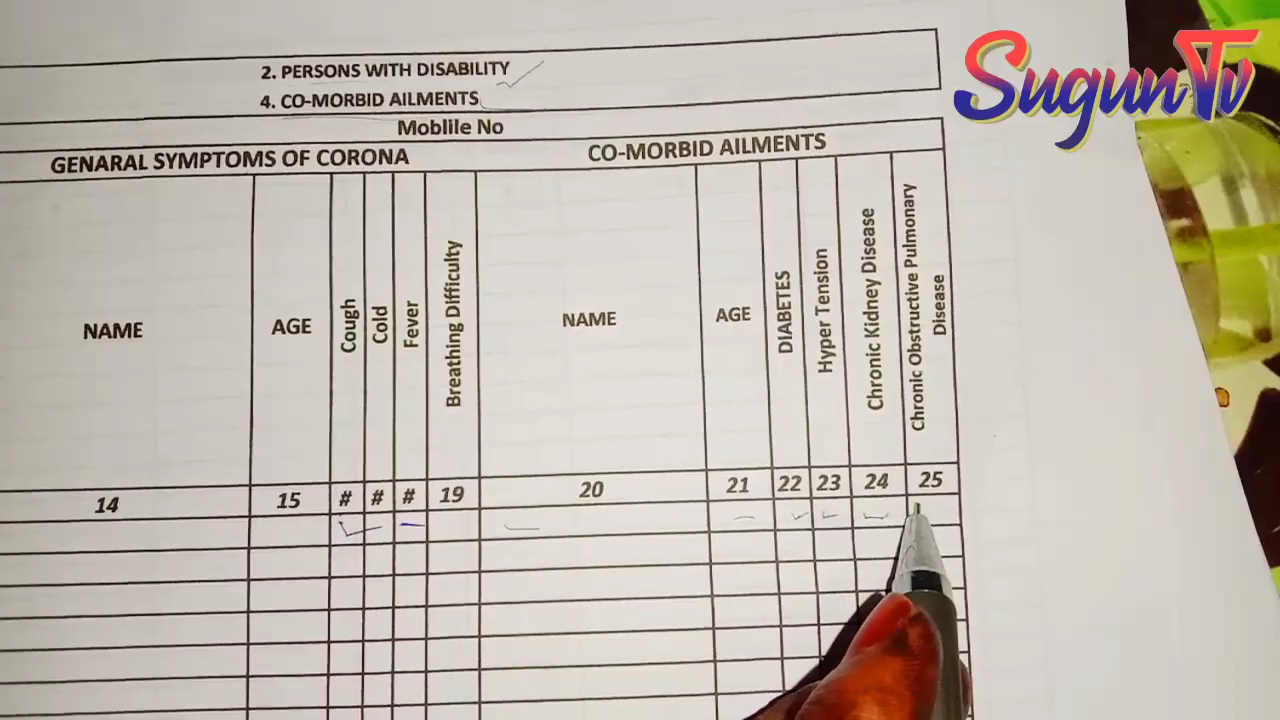 SugunTv
2. PERSONS WITH DISABILITY
4. CO-MORBID AILMENTS
Moblile No
GENARAL SYMPTOMS OF CORONA
CO-MORBID AILMENTS
NAME
AGE
Cough
Cold
Fever
Breathing Difficulty
NAME
AGE
DIABETES
Hyper Tension
Chronic Kidney Disease
Chronic Obstructive Pulmonary
Disease
14 15 # # # 19 20 21 22 23 24 25